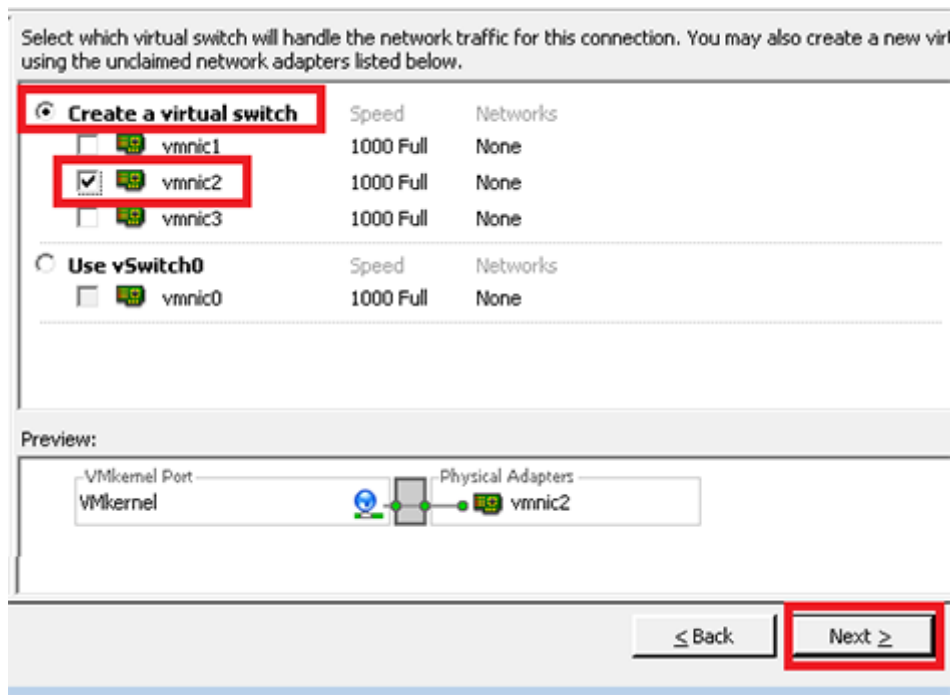 Select which virtual switch will handle the network traffic for this connection. You may also create a new
using the unclaimed network adapters listed below.
Create a virtual switch Speed Networks
vmnic1 1000 Full None
vmnic2 1000 Full None
vmnic3 1000 Full None
Use vSwitch0 Speed Networks
vmnic0 1000 Full None
Preview:
VMkernel Port Physical Adapters
VMkernel vmnic2
< Back Next >